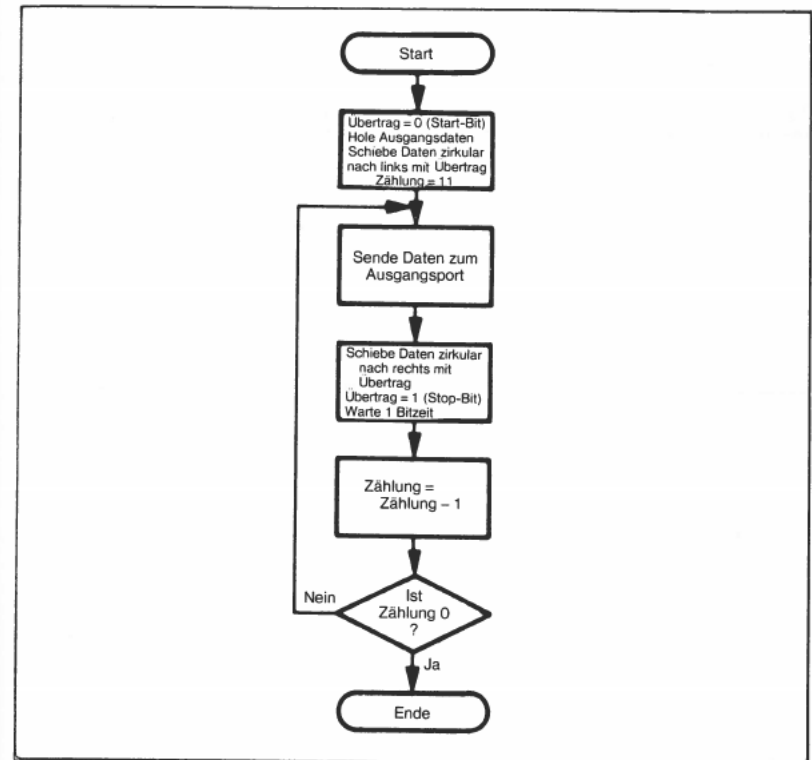 Start
Übertrag = 0 (Start-Bit)
Hole Ausgangsdaten
Schiebe Daten zirkular
nach links mit Übertrag
Zählung = 11
Sende Daten zum
Ausgangsport
Schiebe Daten zirkular
nach rechts mit
Übertrag
Übertrag = 1 (Stop-Bit)
Warte 1 Bitzeit
Zählung =
Zählung – 1
Ist
Zählung 0
?
Nein
Ja
Ende